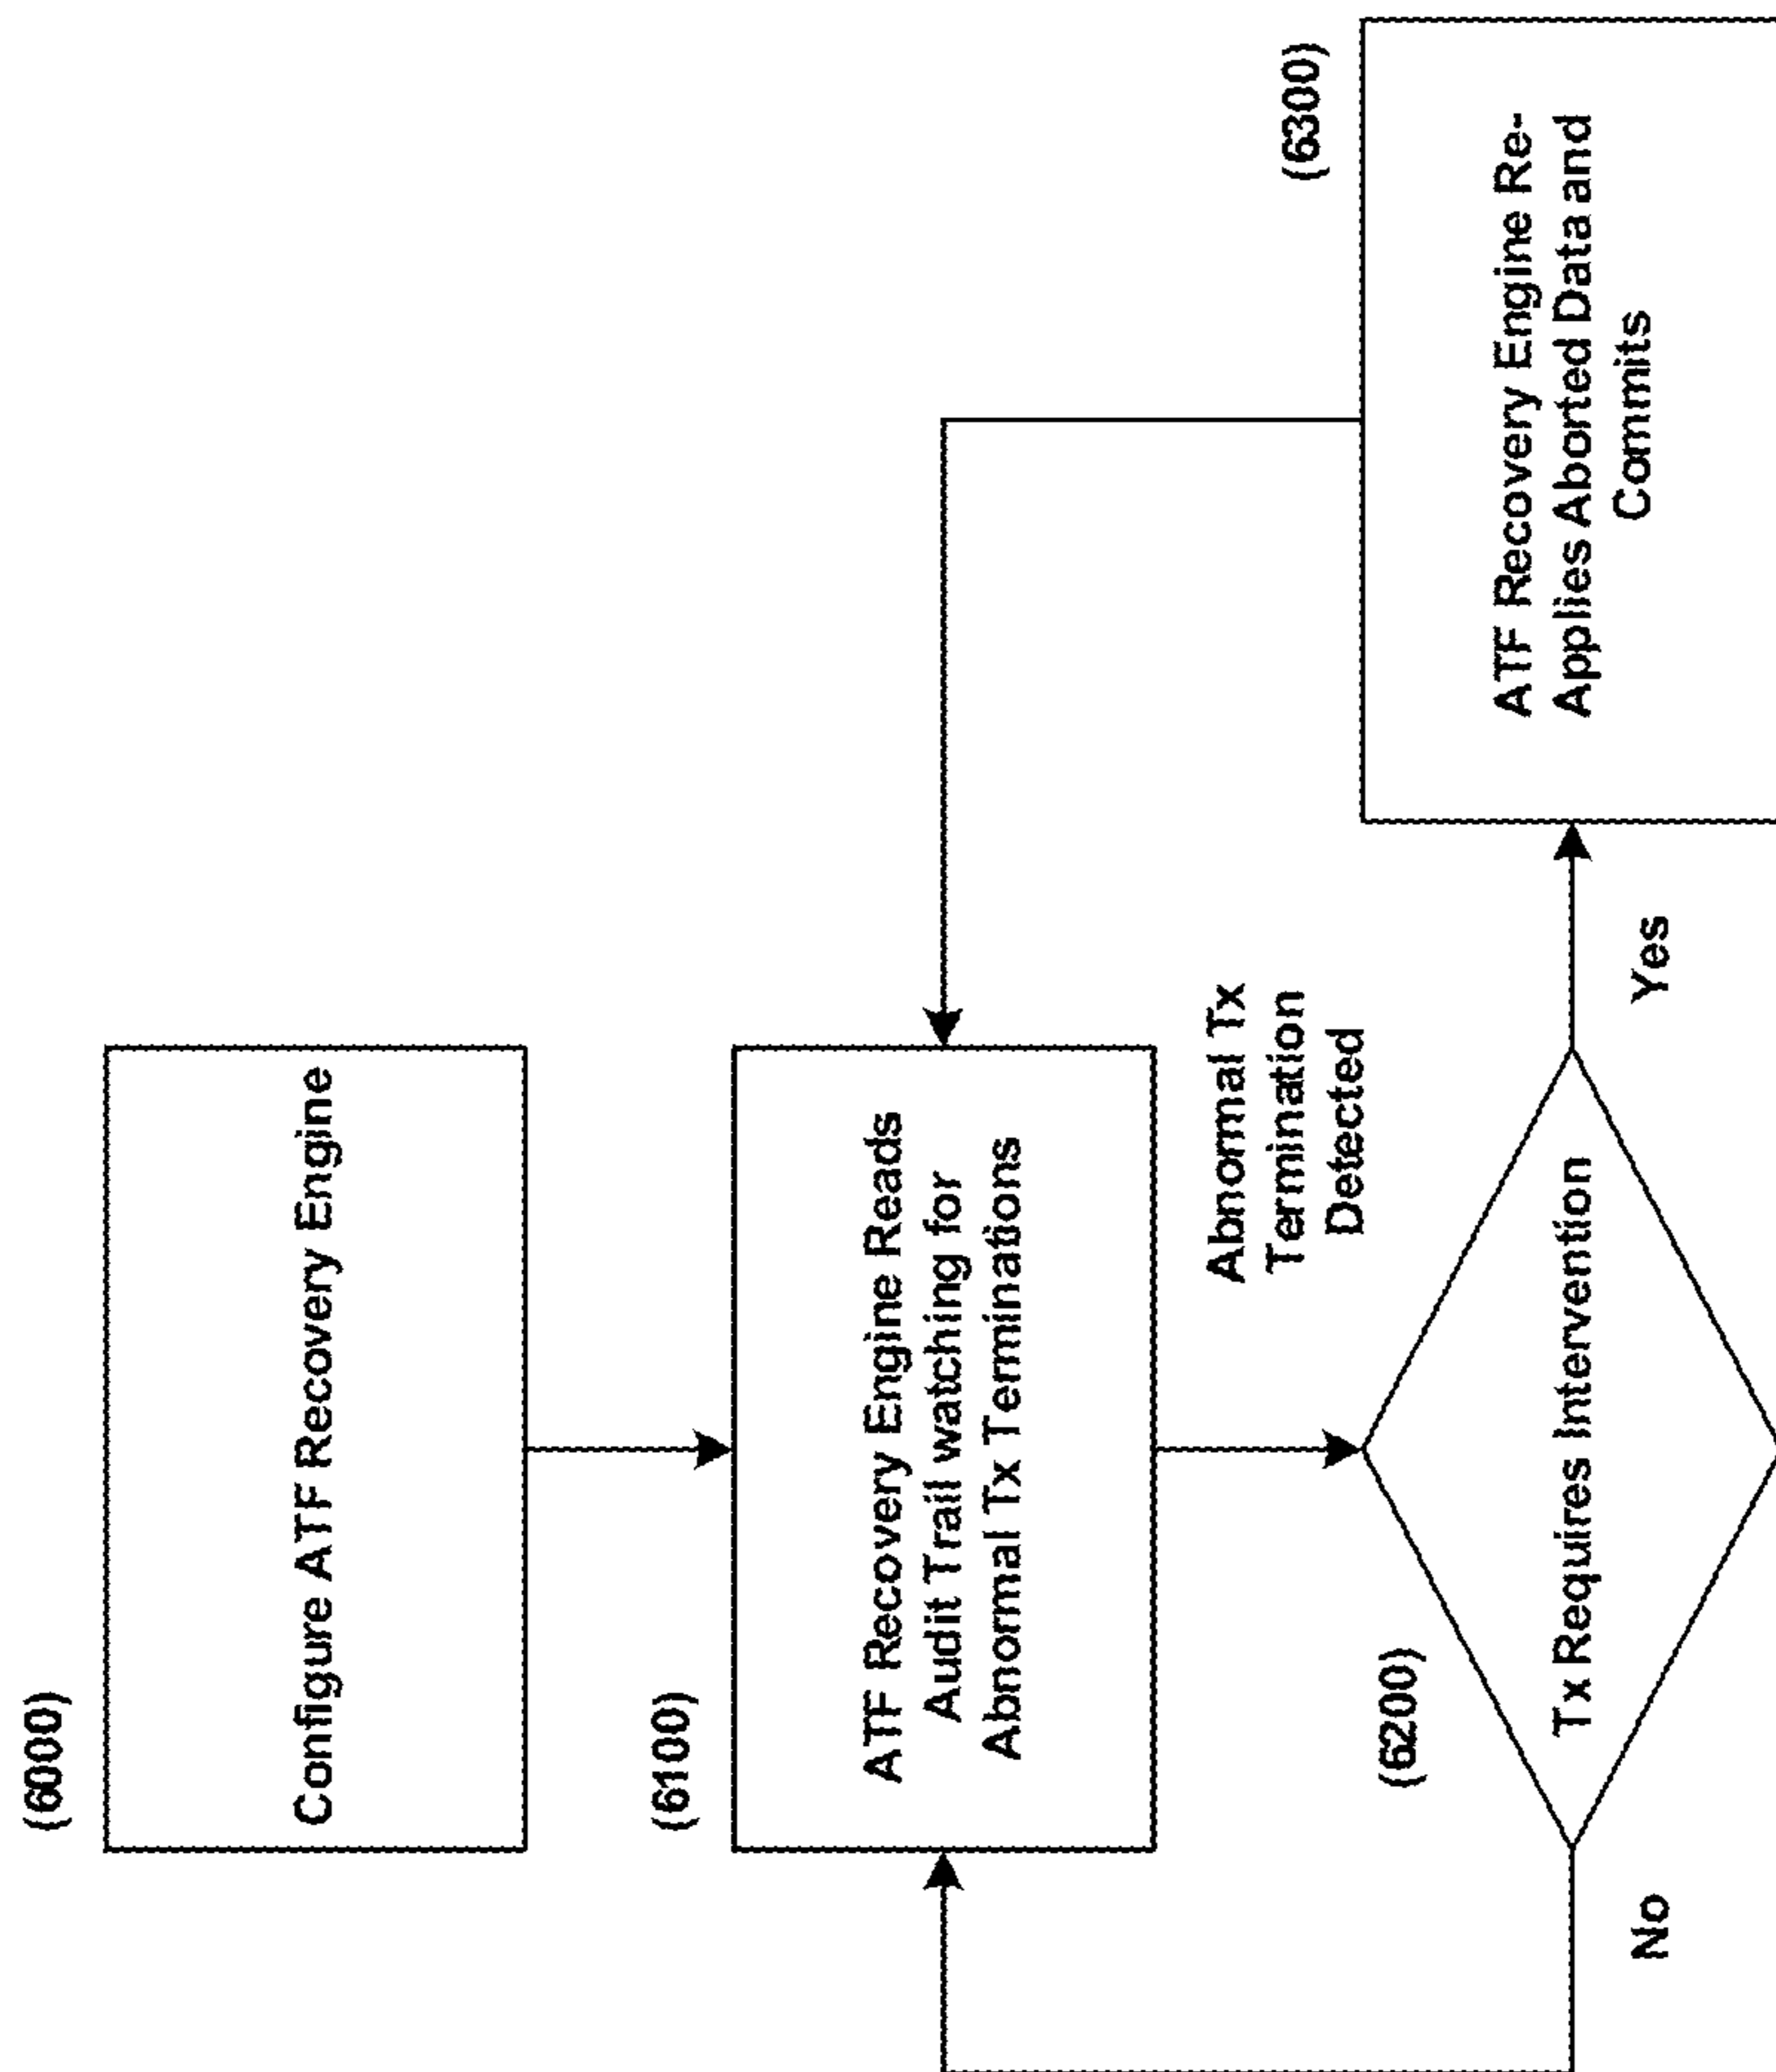 (6000)
Configure ATF Recovery Engine
(6100)
ATF Recovery Engine Reads
Audit Trail watching for
Abnormal Tx Terminations
Abnormal Tx
Termination
Detected
(6200)
Tx Requires Intervention
No
Yes
(6300)
ATF Recovery Engine Re-
Applies Aborted Data and
Commits